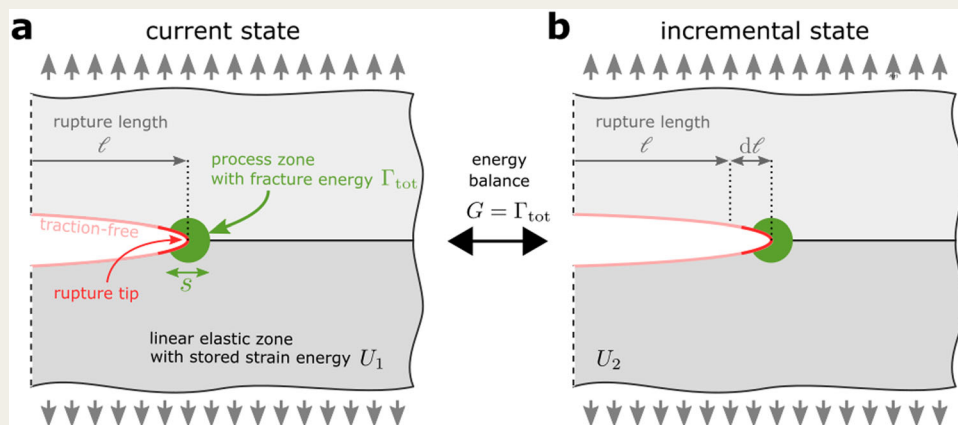 a
current state
rupture length
ℓ
process zone
with fracture energy Γtot
traction-free
s
rupture tip
linear elastic zone
with stored strain energy U1
energy
balance
G = Γtot
b
incremental state
rupture length
ℓ
dℓ
U2